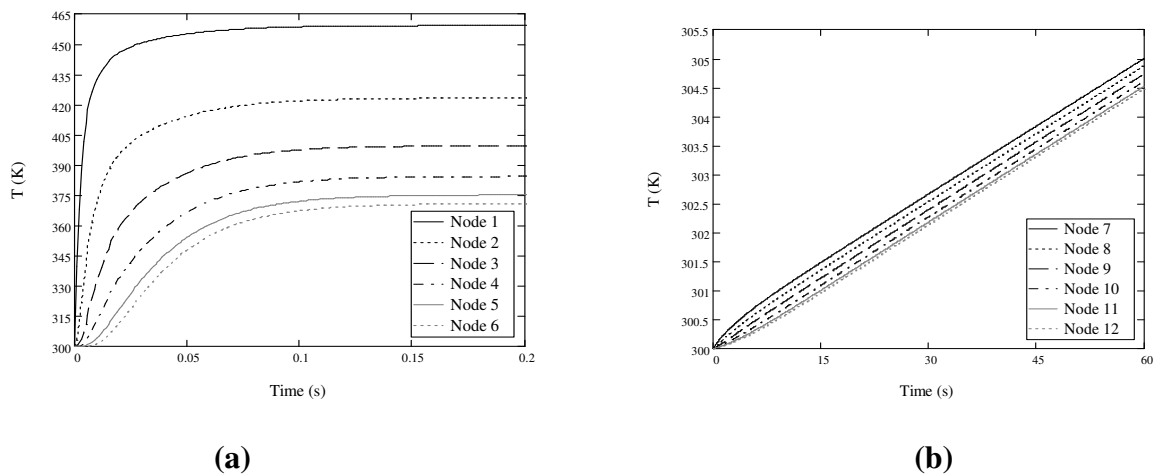 465
450
435
420
405
390
375
360
345
330
315
300
0
0.05
0.1
0.15
0.2
T (K)
Time (s)
Node 1
Node 2
Node 3
Node 4
Node 5
Node 6
(a)
305.5
305
304.5
304
303.5
303
302.5
302
301.5
301
300.5
300
0
15
30
45
60
T (K)
Time (s)
Node 7
Node 8
Node 9
Node 10
Node 11
Node 12
(b)